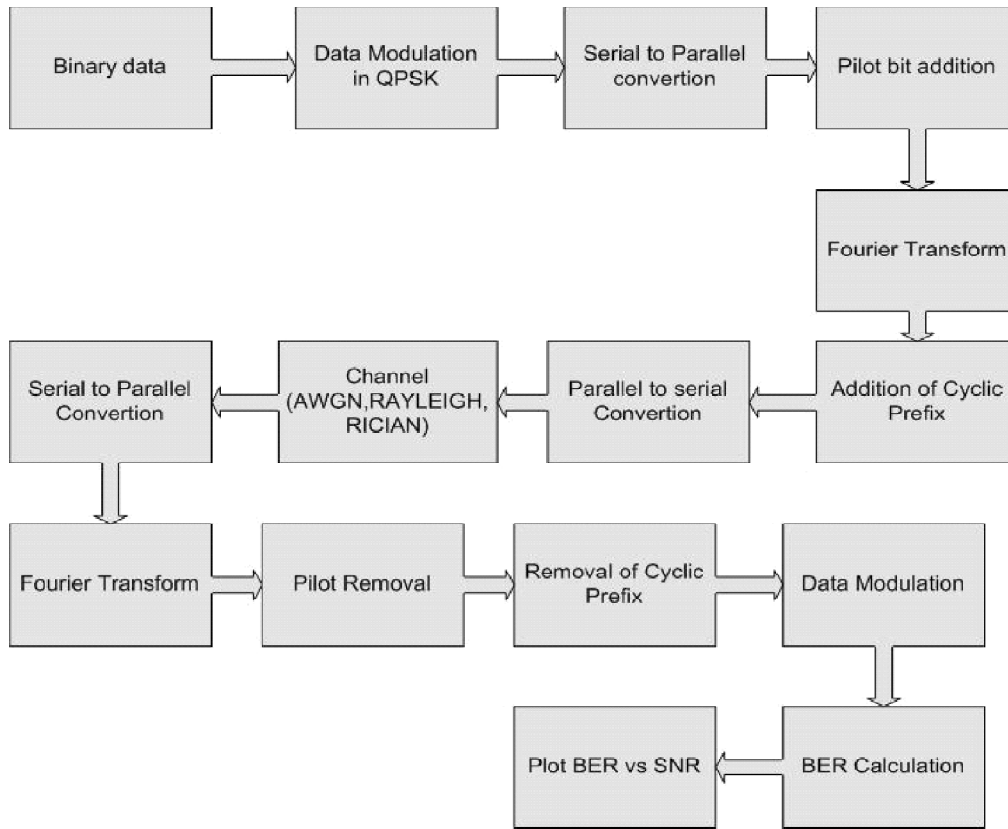 Binary data
Data Modulation
in QPSK
Serial to Parallel
convertion
Pilot bit addition
Fourier Transform
Addition of Cyclic
Prefix
Parallel to serial
Convertion
Channel
(AWGN,RAYLEIGH,
RICIAN)
Serial to Parallel
Convertion
Fourier Transform
Pilot Removal
Removal of Cyclic
Prefix
Data Modulation
BER Calculation
Plot BER vs SNR